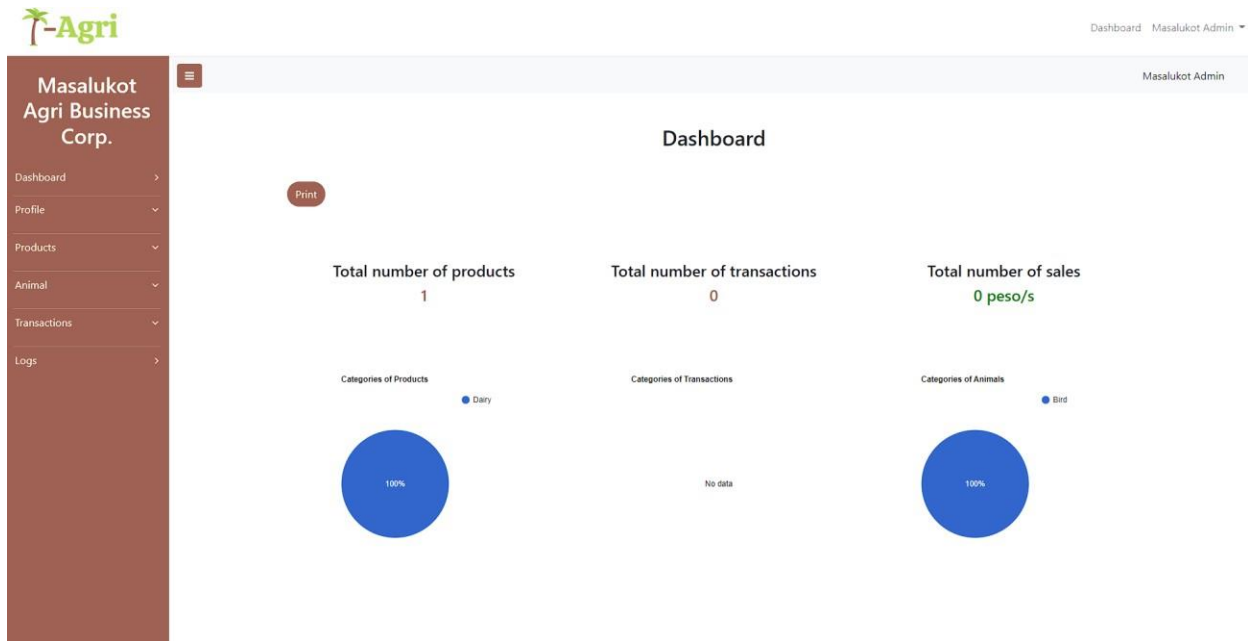 -Agri
Dashboard Masalukot Admin
Masalukot
Agri Business
Corp.
Masalukot Admin
Dashboard
Profile
Products
Animal
Transactions
Logs
Dashboard
Print
Total number of products
1
Total number of transactions
0
Total number of sales
0 peso/s
Categories of Products
Dairy
100%
Categories of Transactions
No data
Categories of Animals
Bird
100%